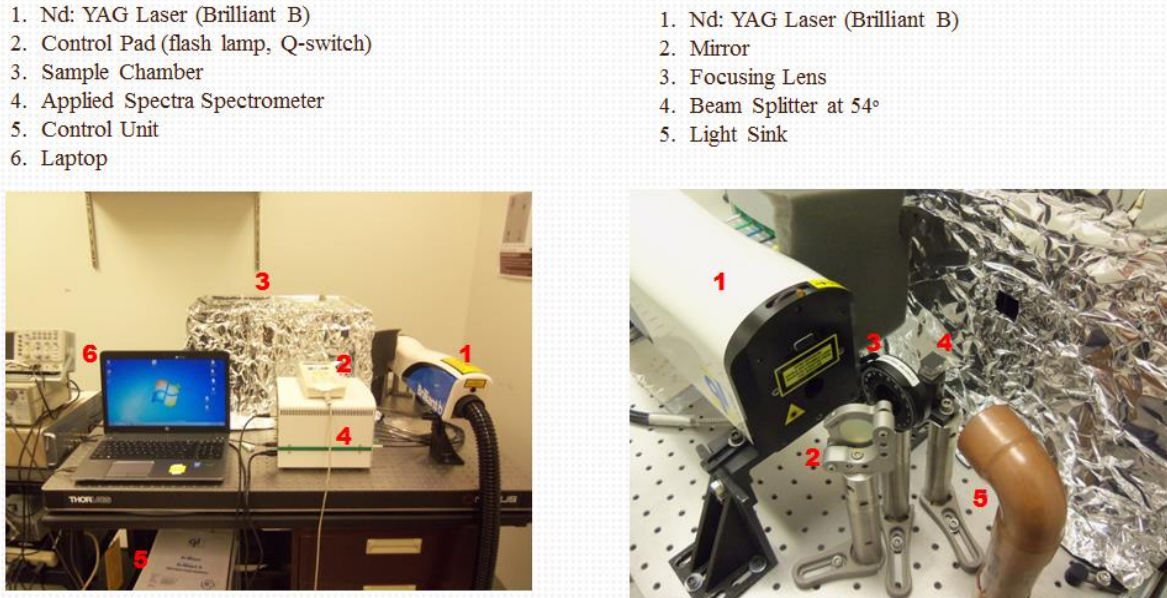 1. Nd: YAG Laser (Brilliant B)
2. Control Pad (flash lamp, Q-switch)
3. Sample Chamber
4. Applied Spectra Spectrometer
5. Control Unit
6. Laptop
1. Nd: YAG Laser (Brilliant B)
2. Mirror
3. Focusing Lens
4. Beam Splitter at 54º
5. Light Sink
3
6
2
1
4
5
THORLABS
1
3
4
2
5